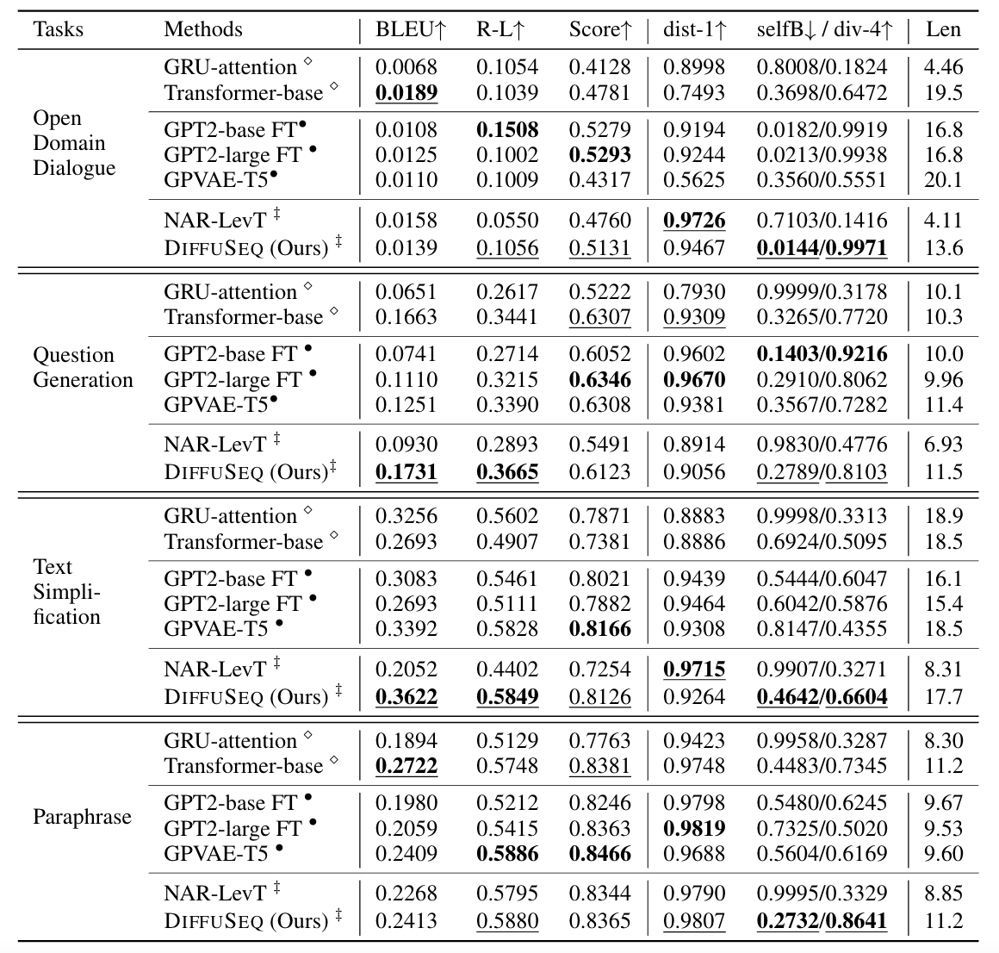 Tasks Methods BLEU↑ R-L↑ Score↑ dist-1↑ selfB↓ / div-4↑ Len
Open Domain Dialogue
GRU-attention ⋄ 0.0068 0.1054 0.4128 0.8998 0.8008/0.1824 4.46
Transformer-base ⋄ 0.0189 0.1039 0.4781 0.7493 0.3698/0.6472 19.5
GPT2-base FT• 0.0108 0.1508 0.5279 0.9194 0.0182/0.9919 16.8
GPT2-large FT • 0.0125 0.1002 0.5293 0.9244 0.0213/0.9938 16.8
GPVAE-T5• 0.0110 0.1009 0.4317 0.5625 0.3560/0.5551 20.1
NAR-LevT ‡ 0.0158 0.0550 0.4760 0.9726 0.7103/0.1416 4.11
DIFFUSEQ (Ours) ‡ 0.0139 0.1056 0.5131 0.9467 0.0144/0.9971 13.6
Question Generation
GRU-attention ⋄ 0.0651 0.2617 0.5222 0.7930 0.9999/0.3178 10.1
Transformer-base ⋄ 0.1663 0.3441 0.6307 0.9309 0.3265/0.7720 10.3
GPT2-base FT • 0.0741 0.2714 0.6052 0.9602 0.1403/0.9216 10.0
GPT2-large FT • 0.1110 0.3215 0.6346 0.9670 0.2910/0.8062 9.96
GPVAE-T5• 0.1251 0.3390 0.6308 0.9381 0.3567/0.7282 11.4
NAR-LevT ‡ 0.0930 0.2893 0.5491 0.8914 0.9830/0.4776 6.93
DIFFUSEQ (Ours)‡ 0.1731 0.3665 0.6123 0.9056 0.2789/0.8103 11.5
Text Simpli-fication
GRU-attention ⋄ 0.3256 0.5602 0.7871 0.8883 0.9998/0.3313 18.9
Transformer-base ⋄ 0.2693 0.4907 0.7381 0.8886 0.6924/0.5095 18.5
GPT2-base FT • 0.3083 0.5461 0.8021 0.9439 0.5444/0.6047 16.1
GPT2-large FT • 0.2693 0.5111 0.7882 0.9464 0.6042/0.5876 15.4
GPVAE-T5 • 0.3392 0.5828 0.8166 0.9308 0.8147/0.4355 18.5
NAR-LevT ‡ 0.2052 0.4402 0.7254 0.9715 0.9907/0.3271 8.31
DIFFUSEQ (Ours) ‡ 0.3622 0.5849 0.8126 0.9264 0.4642/0.6604 17.7
Paraphrase
GRU-attention ⋄ 0.1894 0.5129 0.7763 0.9423 0.9958/0.3287 8.30
Transformer-base ⋄ 0.2722 0.5748 0.8381 0.9748 0.4483/0.7345 11.2
GPT2-base FT • 0.1980 0.5212 0.8246 0.9798 0.5480/0.6245 9.67
GPT2-large FT • 0.2059 0.5415 0.8363 0.9819 0.7325/0.5020 9.53
GPVAE-T5 • 0.2409 0.5886 0.8466 0.9688 0.5604/0.6169 9.60
NAR-LevT ‡ 0.2268 0.5795 0.8344 0.9790 0.9995/0.3329 8.85
DIFFUSEQ (Ours) ‡ 0.2413 0.5880 0.8365 0.9807 0.2732/0.8641 11.2